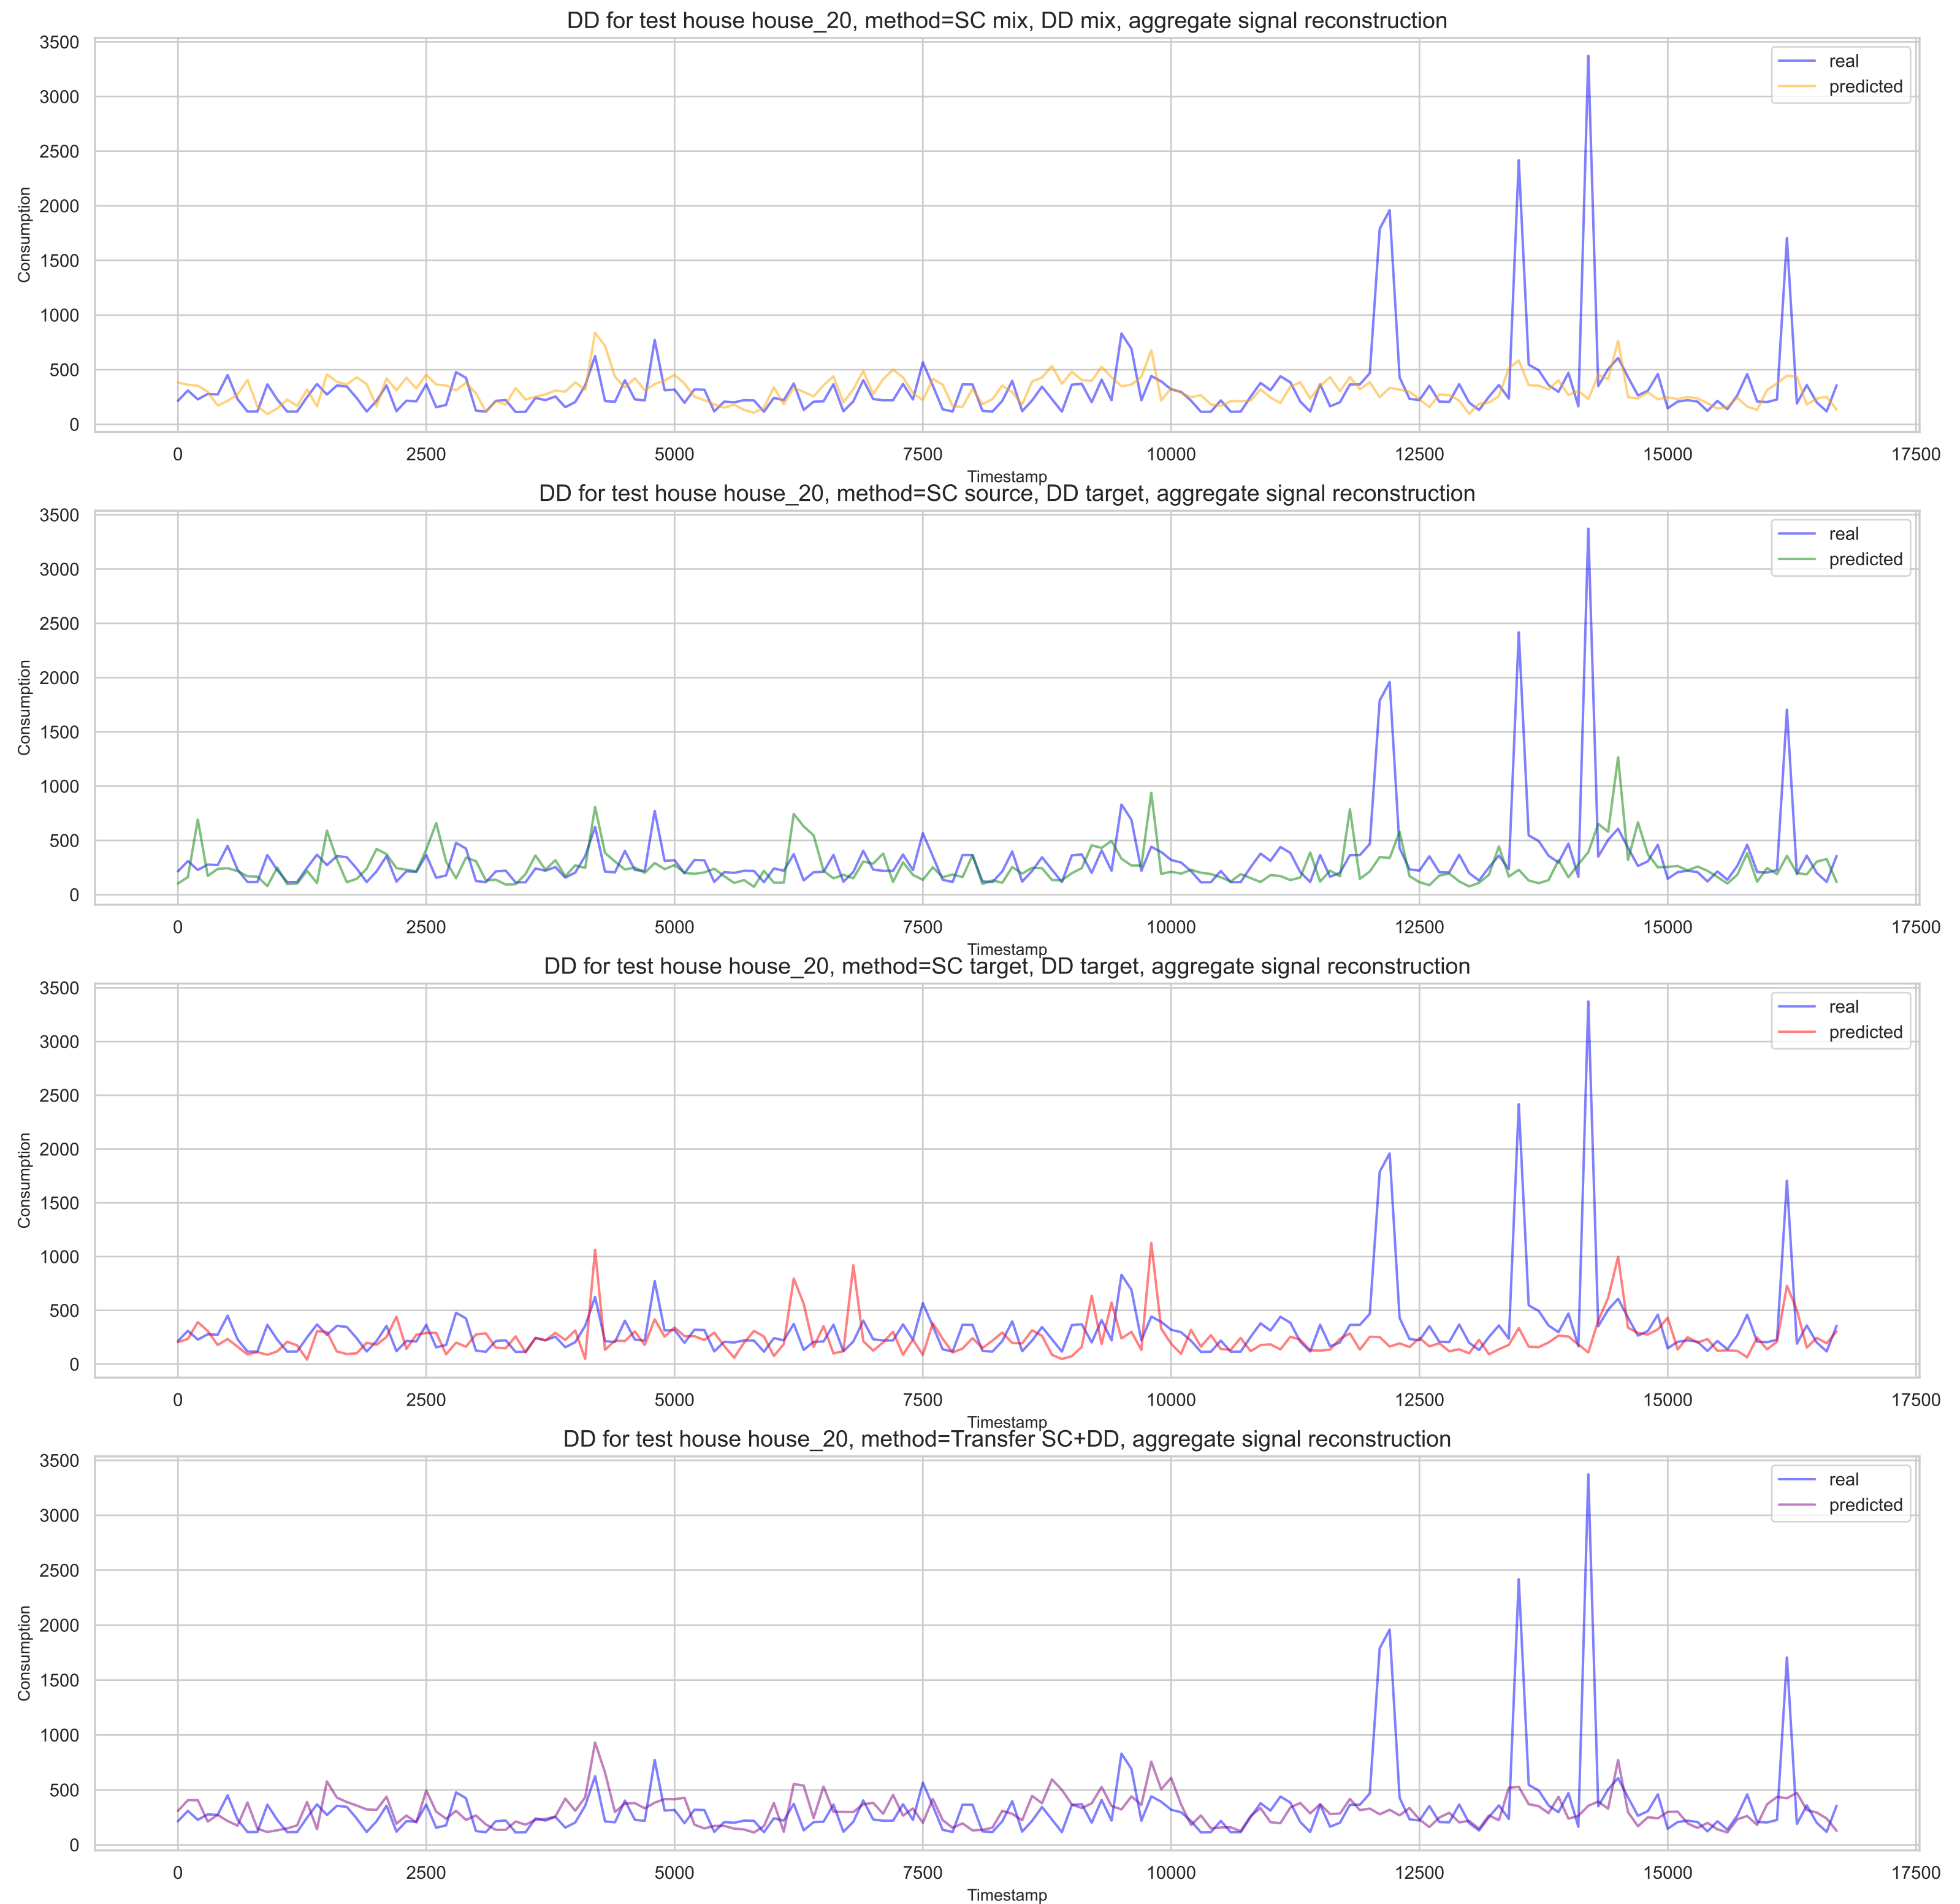 DD for test house house_20, method=SC mix, DD mix, aggregate signal reconstruction
3500
3000
2500
2000
1500
1000
500
0
Consumption
real
predicted
0 2500 5000 7500 10000 12500 15000 17500
Timestamp
DD for test house house_20, method=SC source, DD target, aggregate signal reconstruction
3500
3000
2500
2000
1500
1000
500
0
Consumption
real
predicted
0 2500 5000 7500 10000 12500 15000 17500
Timestamp
DD for test house house_20, method=SC target, DD target, aggregate signal reconstruction
3500
3000
2500
2000
1500
1000
500
0
Consumption
real
predicted
0 2500 5000 7500 10000 12500 15000 17500
Timestamp
DD for test house house_20, method=Transfer SC+DD, aggregate signal reconstruction
3500
3000
2500
2000
1500
1000
500
0
Consumption
real
predicted
0 2500 5000 7500 10000 12500 15000 17500
Timestamp